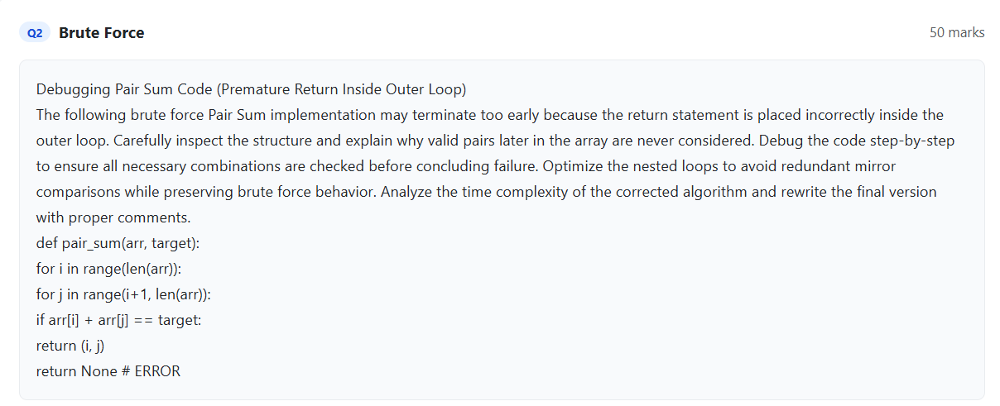 Q2 Brute Force 50 marks
Debugging Pair Sum Code (Premature Return Inside Outer Loop)
The following brute force Pair Sum implementation may terminate too early because the return statement is placed incorrectly inside the
outer loop. Carefully inspect the structure and explain why valid pairs later in the array are never considered. Debug the code step-by-step
to ensure all necessary combinations are checked before concluding failure. Optimize the nested loops to avoid redundant mirror
comparisons while preserving brute force behavior. Analyze the time complexity of the corrected algorithm and rewrite the final version
with proper comments.
def pair_sum(arr, target):
for i in range(len(arr)):
for j in range(i+1, len(arr)):
if arr[i] + arr[j] == target:
return (i, j)
return None # ERROR